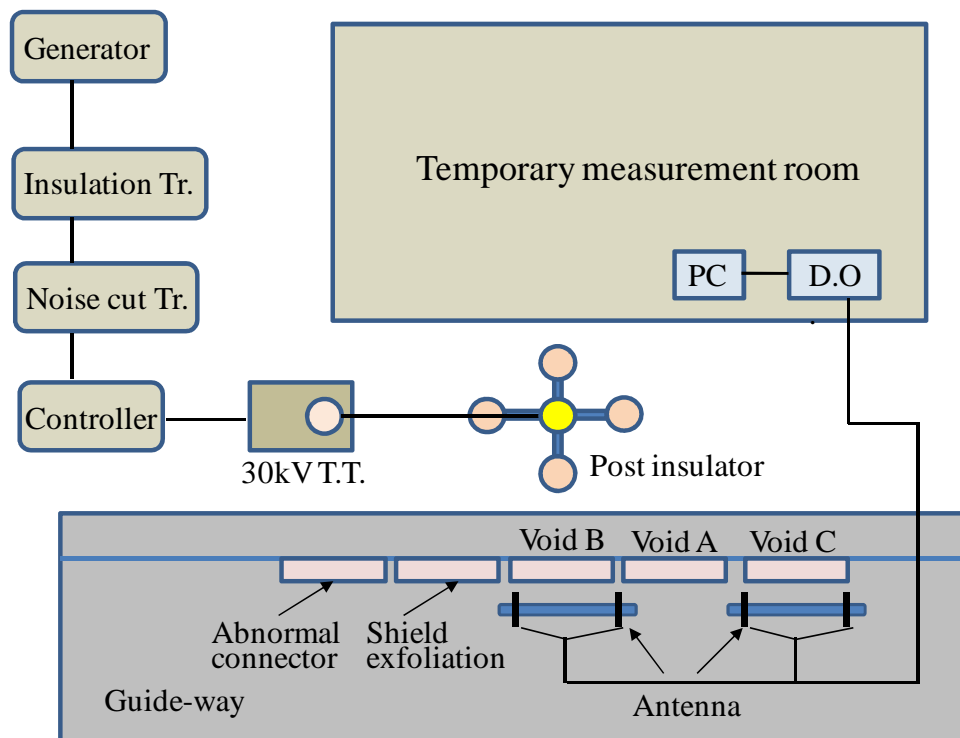 Generator
Temporary measurement room
Insulation Tr.
PC
D.O
Noise cut Tr.
Controller
30kV T.T.
Post insulator
Void B
Void A
Void C
Abnormal
connector
Shield
exfoliation
Antenna
Guide-way